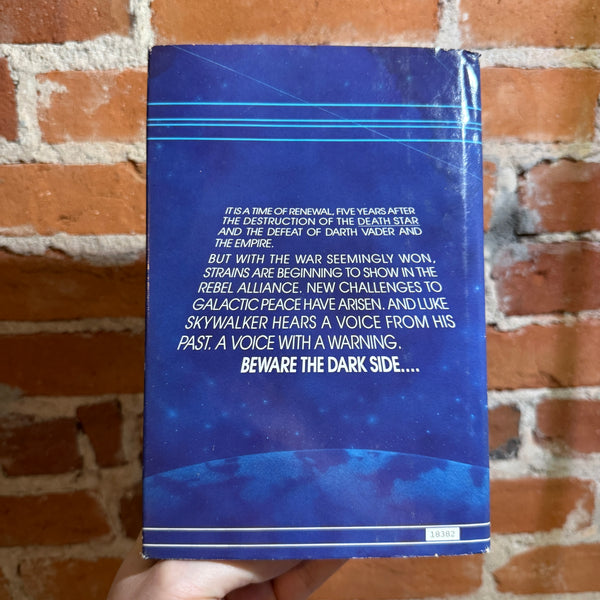 IT IS A TIME OF RENEWAL, FIVE YEARS AFTER
THE DESTRUCTION OF THE DEATH STAR
AND THE DEFEAT OF DARTH VADER AND
THE EMPIRE.
BUT WITH THE WAR SEEMINGLY WON,
STRAINS ARE BEGINNING TO SHOW IN THE
REBEL ALLIANCE. NEW CHALLENGES TO
GALACTIC PEACE HAVE ARISEN. AND LUKE
SKYWALKER HEARS A VOICE FROM HIS
PAST. A VOICE WITH A WARNING.
BEWARE THE DARK SIDE....
18382